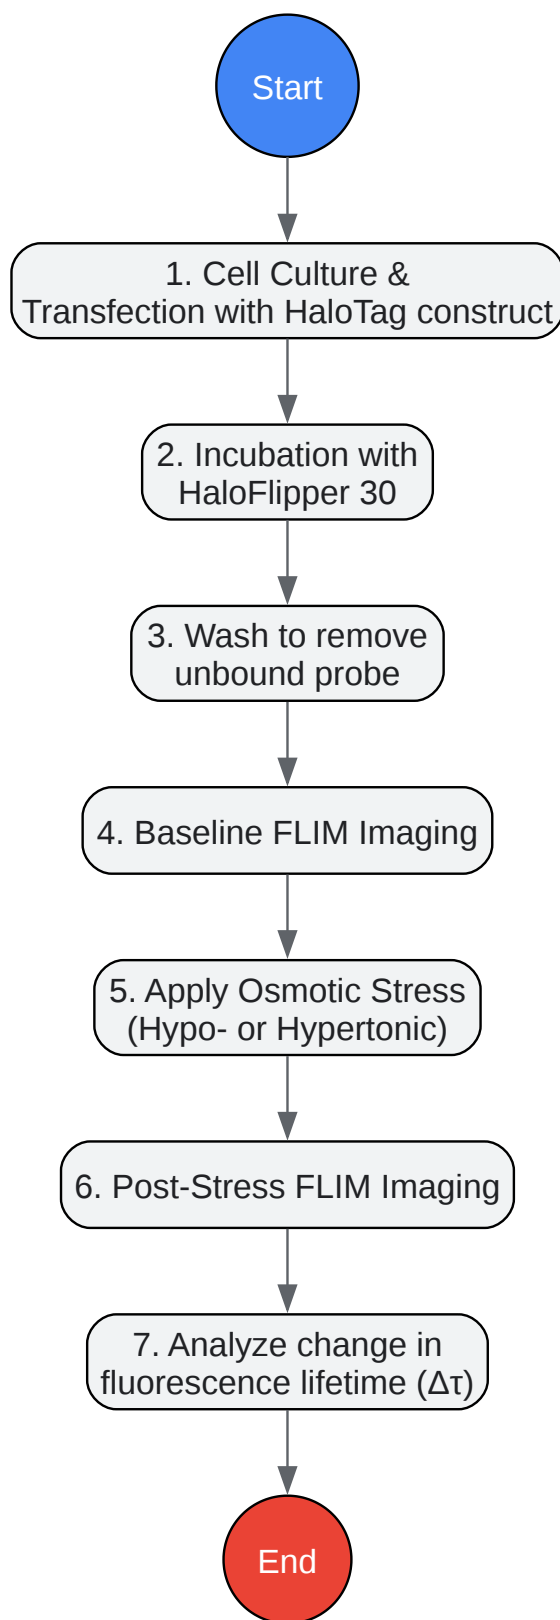 Start
1. Cell Culture &
Transfection with HaloTag construct
2. Incubation with
HaloFlipper 30
3. Wash to remove
unbound probe
4. Baseline FLIM Imaging
5. Apply Osmotic Stress
(Hypo- or Hypertonic)
6. Post-Stress FLIM Imaging
7. Analyze change in
fluorescence lifetime (Δτ)
End